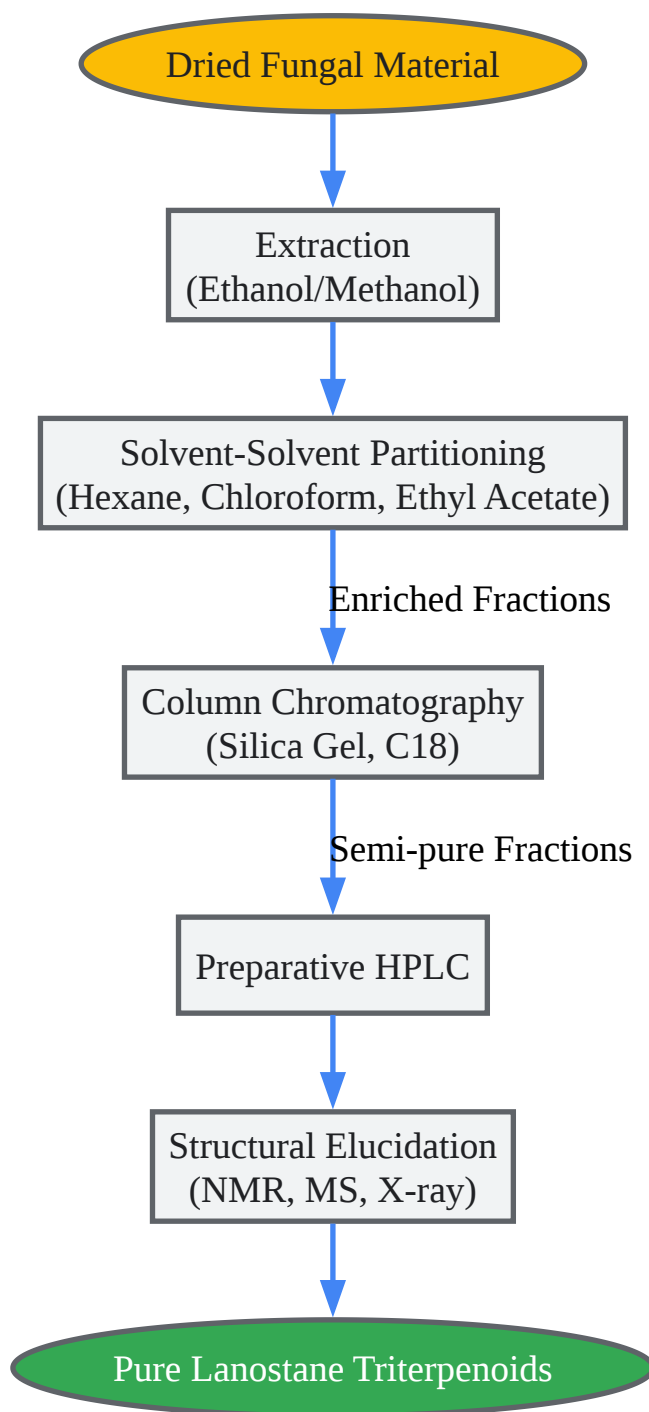 Dried Fungal Material
Extraction
(Ethanol/Methanol)
Solvent-Solvent Partitioning
(Hexane, Chloroform, Ethyl Acetate)
Enriched Fractions
Column Chromatography
(Silica Gel, C18)
Semi-pure Fractions
Preparative HPLC
Structural Elucidation
(NMR, MS, X-ray)
Pure Lanostane Triterpenoids